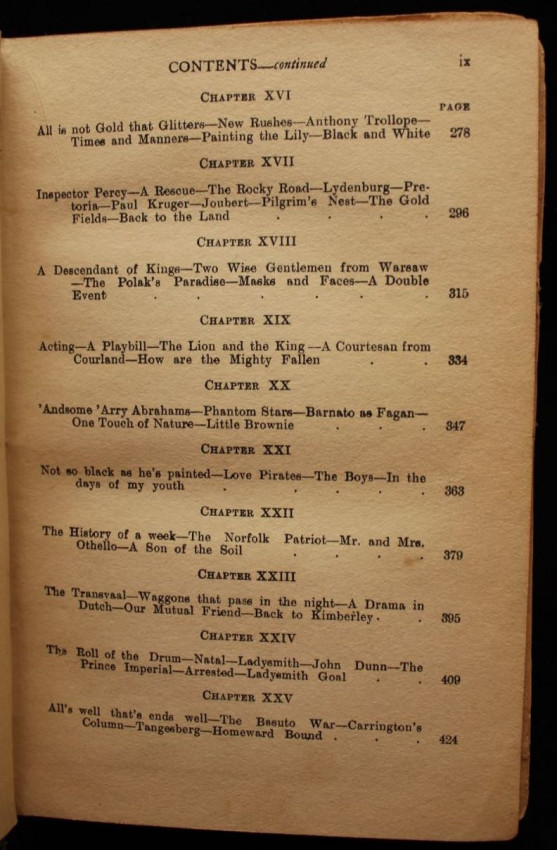 CONTENTS—continued ix
CHAPTER XVI
PAGE
All is not Gold that Glitters—New Rushes—Anthony Trollope—
Times and Manners—Painting the Lily—Black and White 278
CHAPTER XVII
Inspector Percy—A Rescue—The Rocky Road—Lydenburg—Pre-
toria—Paul Kruger—Joubert—Pilgrim's Nest—The Gold
Fields—Back to the Land . . . . 296
CHAPTER XVIII
A Descendant of Kings—Two Wise Gentlemen from Warsaw
—The Polak's Paradise—Masks and Faces—A Double
Event . . . . . . . 315
CHAPTER XIX
Acting—A Playbill—The Lion and the King—A Courtesan from
Courland—How are the Mighty Fallen . . 334
CHAPTER XX
'Andsome 'Arry Abrahams—Phantom Stars—Barnato as Fagan—
One Touch of Nature—Little Brownie . . . 347
CHAPTER XXI
Not so black as he's painted—Love Pirates—The Boys—In the
days of my youth . . . . . 363
CHAPTER XXII
The History of a week—The Norfolk Patriot—Mr. and Mrs.
Othello—A Son of the Soil . . . . 379
CHAPTER XXIII
The Transvaal—Waggons that pass in the night—A Drama in
Dutch—Our Mutual Friend—Back to Kimberley . . 395
CHAPTER XXIV
The Roll of the Drum—Natal—Ladysmith—John Dunn—The
Prince Imperial—Arrested—Ladysmith Goal . . 409
CHAPTER XXV
All's well that's ends well—The Basuto War—Carrington's
Column—Tangesberg—Homeward Bound . . . 424